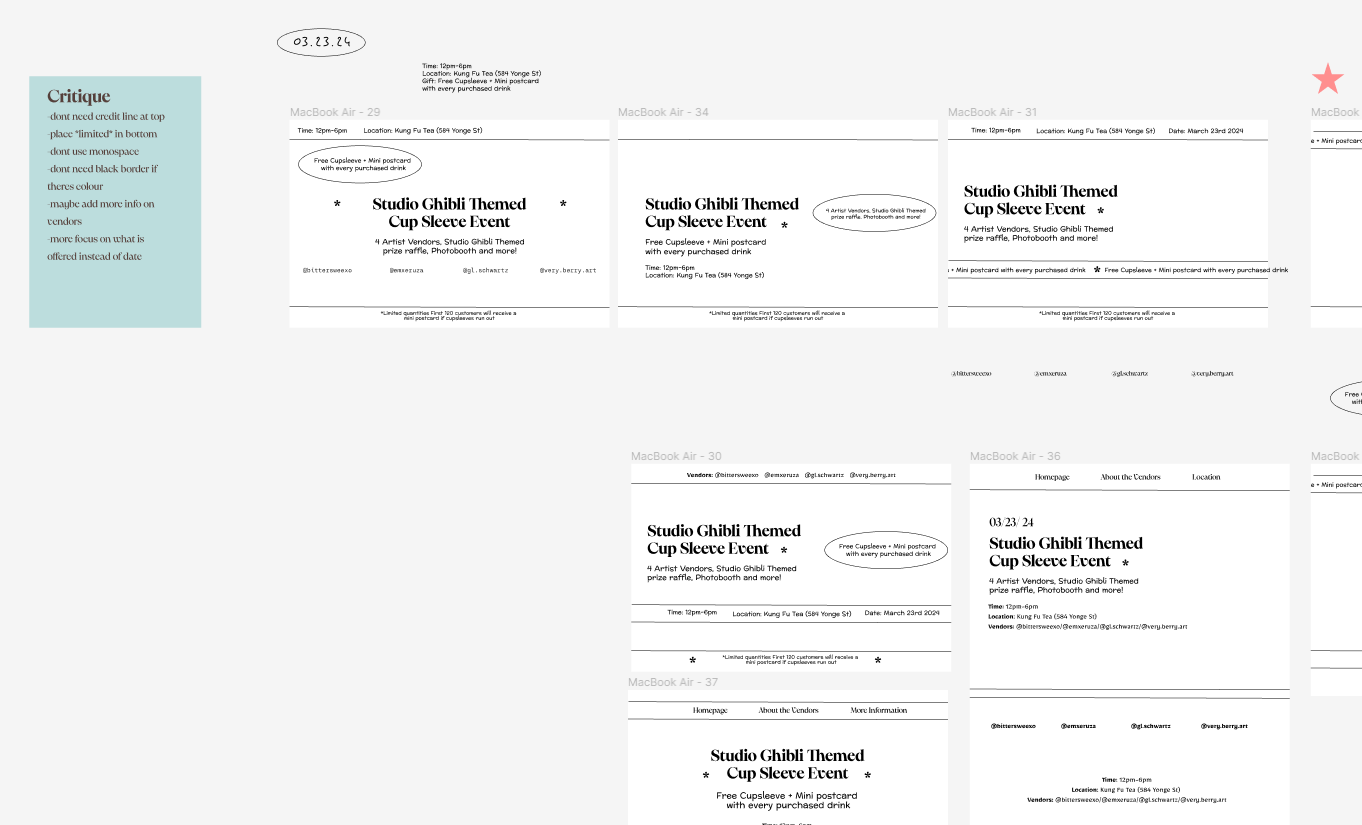 03.23.24
Time: 12pm-6pm
Location: Kung Fu Tea (584 Yonge St)
Gift: Free Cupsleeve + Mini postcard
with every purchased drink
Critique
-dont need credit line at top
-place "limited" in bottom
-dont use monospace
-dont need black border if
theres colour
-maybe add more info on
vendors
-more focus on what is
offered instead of date
MacBook Air - 29
Time: 12pm-6pm Location: Kung Fu Tea (584 Yonge St)
Free Cupsleeve + Mini postcard
with every purchased drink
* Studio Ghibli Themed *
Cup Sleeve Event
4 Artist Vendors, Studio Ghibli Themed
prize raffle, Photobooth and more!
@bittersweexo @emxeruza @gl.schwartz @very.berry.art
*Limited quantities First 120 customers will receive a
mini postcard if cupsleeves run out
MacBook Air - 34
Studio Ghibli Themed
Cup Sleeve Event *
Free Cupsleeve + Mini postcard
with every purchased drink
Time: 12pm-6pm
Location: Kung Fu Tea (584 Yonge St)
4 Artist Vendors, Studio Ghibli Themed
prize raffle, Photobooth and more!
*Limited quantities First 120 customers will receive a
mini postcard if cupsleeves run out
MacBook Air - 31
Time: 12pm-6pm Location: Kung Fu Tea (584 Yonge St) Date: March 23rd 2024
Studio Ghibli Themed
Cup Sleeve Event *
4 Artist Vendors, Studio Ghibli Themed
prize raffle, Photobooth and more!
+ Mini postcard with every purchased drink * Free Cupsleeve + Mini postcard with every purchased drink
*Limited quantities First 120 customers will receive a
mini postcard if cupsleeves run out
MacBook
e + Mini postcard
@bittersweexo @emxeruza @gl.schwartz @very.berry.art
Free
MacBook Air - 30
Vendors: @bittersweexo @emxeruza @gl.schwartz @very.berry.art
Studio Ghibli Themed
Cup Sleeve Event *
4 Artist Vendors, Studio Ghibli Themed
prize raffle, Photobooth and more!
Free Cupsleeve + Mini postcard
with every purchased drink
Time: 12pm-6pm Location: Kung Fu Tea (584 Yonge St) Date: March 23rd 2024
* *Limited quantities First 120 customers will receive a *
mini postcard if cupsleeves run out
MacBook Air - 36
Homepage About the Vendors Location
03/23/ 24
Studio Ghibli Themed
Cup Sleeve Event *
4 Artist Vendors, Studio Ghibli Themed
prize raffle, Photobooth and more!
Time: 12pm-6pm
Location: Kung Fu Tea (584 Yonge St)
Vendors: @bittersweexo/@emxeruza/@gl.schwartz/@very.berry.art
@bittersweexo @emxeruza @gl.schwartz @very.berry.art
Time: 12pm-6pm
Location: Kung Fu Tea (584 Yonge St)
Vendors: @bittersweexo/@emxeruza/@gl.schwartz/@very.berry.art
MacBook
e + Mini postcard
MacBook Air - 37
Homepage About the Vendors More Information
Studio Ghibli Themed
* Cup Sleeve Event *
Free Cupsleeve + Mini postcard
with every purchased drink